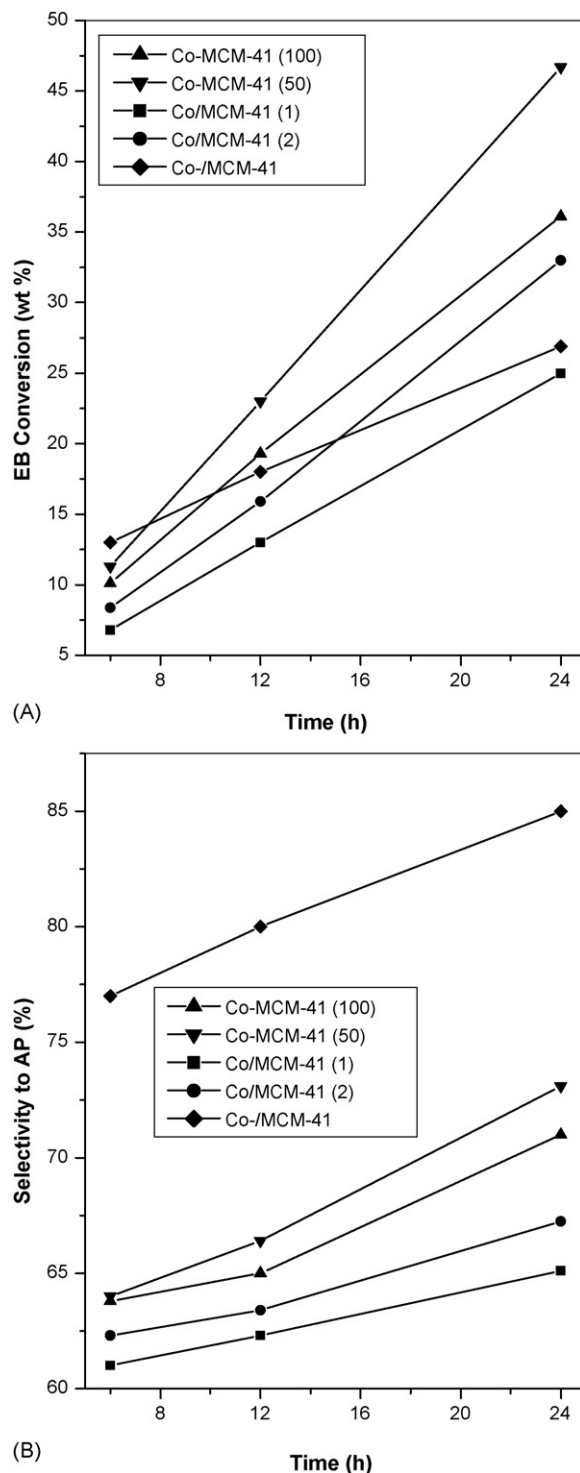 50
45
40
35
30
25
20
15
10
5
EB Conversion (wt %)
Co-MCM-41 (100)
Co-MCM-41 (50)
Co/MCM-41 (1)
Co/MCM-41 (2)
Co-/MCM-41
8 12 16 20 24
(A)
Time (h)
85
80
75
70
65
60
Selectivity to AP (%)
Co-MCM-41 (100)
Co-MCM-41 (50)
Co/MCM-41 (1)
Co/MCM-41 (2)
Co-/MCM-41
8 12 16 20 24
(B)
Time (h)